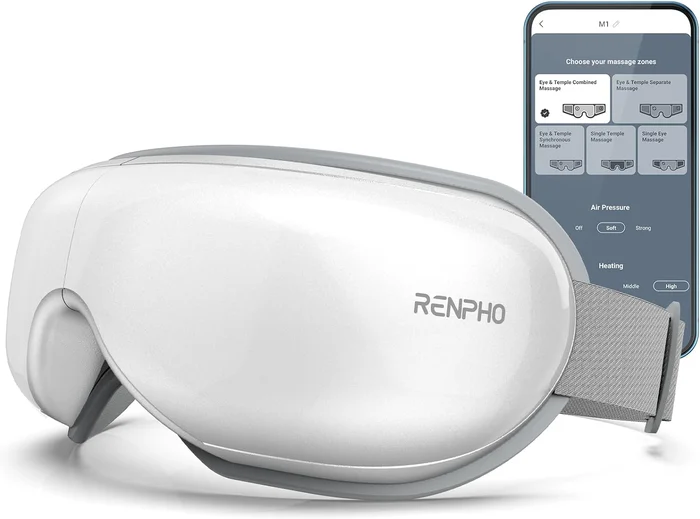 M1
Choose your massage zones
Eye & Temple Combined
Massage
Eye & Temple Separate
Massage
Eye & Temple
Synchronous
Massage
Single Temple
Massage
Single Eye
Massage
Air Pressure
Off
Soft
Strong
Heating
Middle
High
RENPHO